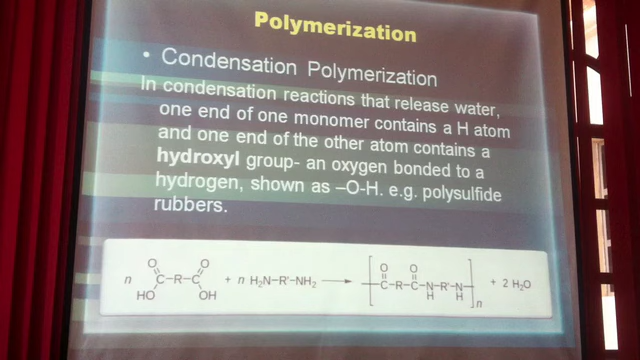 Polymerization
• Condensation Polymerization
In condensation reactions that release water,
one end of one monomer contains a H atom
and one end of the other atom contains a
hydroxyl group- an oxygen bonded to a
hydrogen, shown as –O-H. e.g. polysulfide
rubbers.
O O O O
n C–R–C + n H₂N–R'–NH₂ → [ C–R–C–N–R'–N ]n + 2 H₂O
HO OH H H